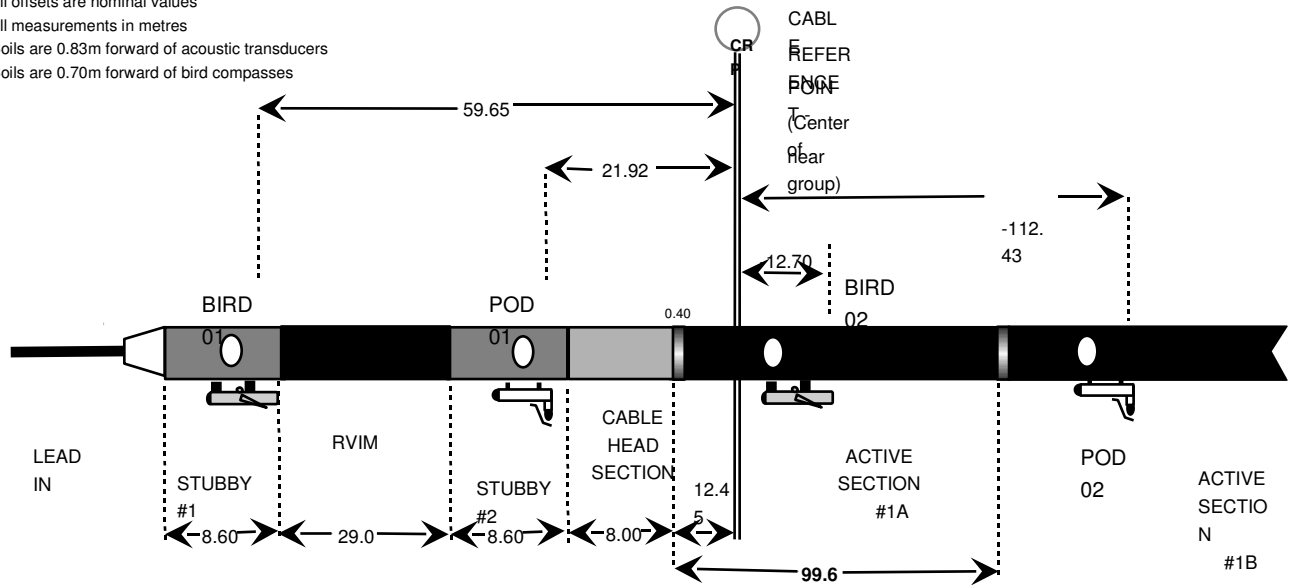 ll offsets are nominal values
ll measurements in metres
oils are 0.83m forward of acoustic transducers
oils are 0.70m forward of bird compasses
CABL
E
REFER
ENCE
POIN
T -
(Center
of
near
group)
CR
P
59.65
21.92
-112.
43
-12.70
BIRD
01
POD
01
0.40
BIRD
02
LEAD
IN
STUBBY
#1
RVIM
STUBBY
#2
CABLE
HEAD
SECTION
12.4
5
ACTIVE
SECTION
#1A
POD
02
ACTIVE
SECTIO
N
#1B
8.60
29.0
8.60
8.00
99.6